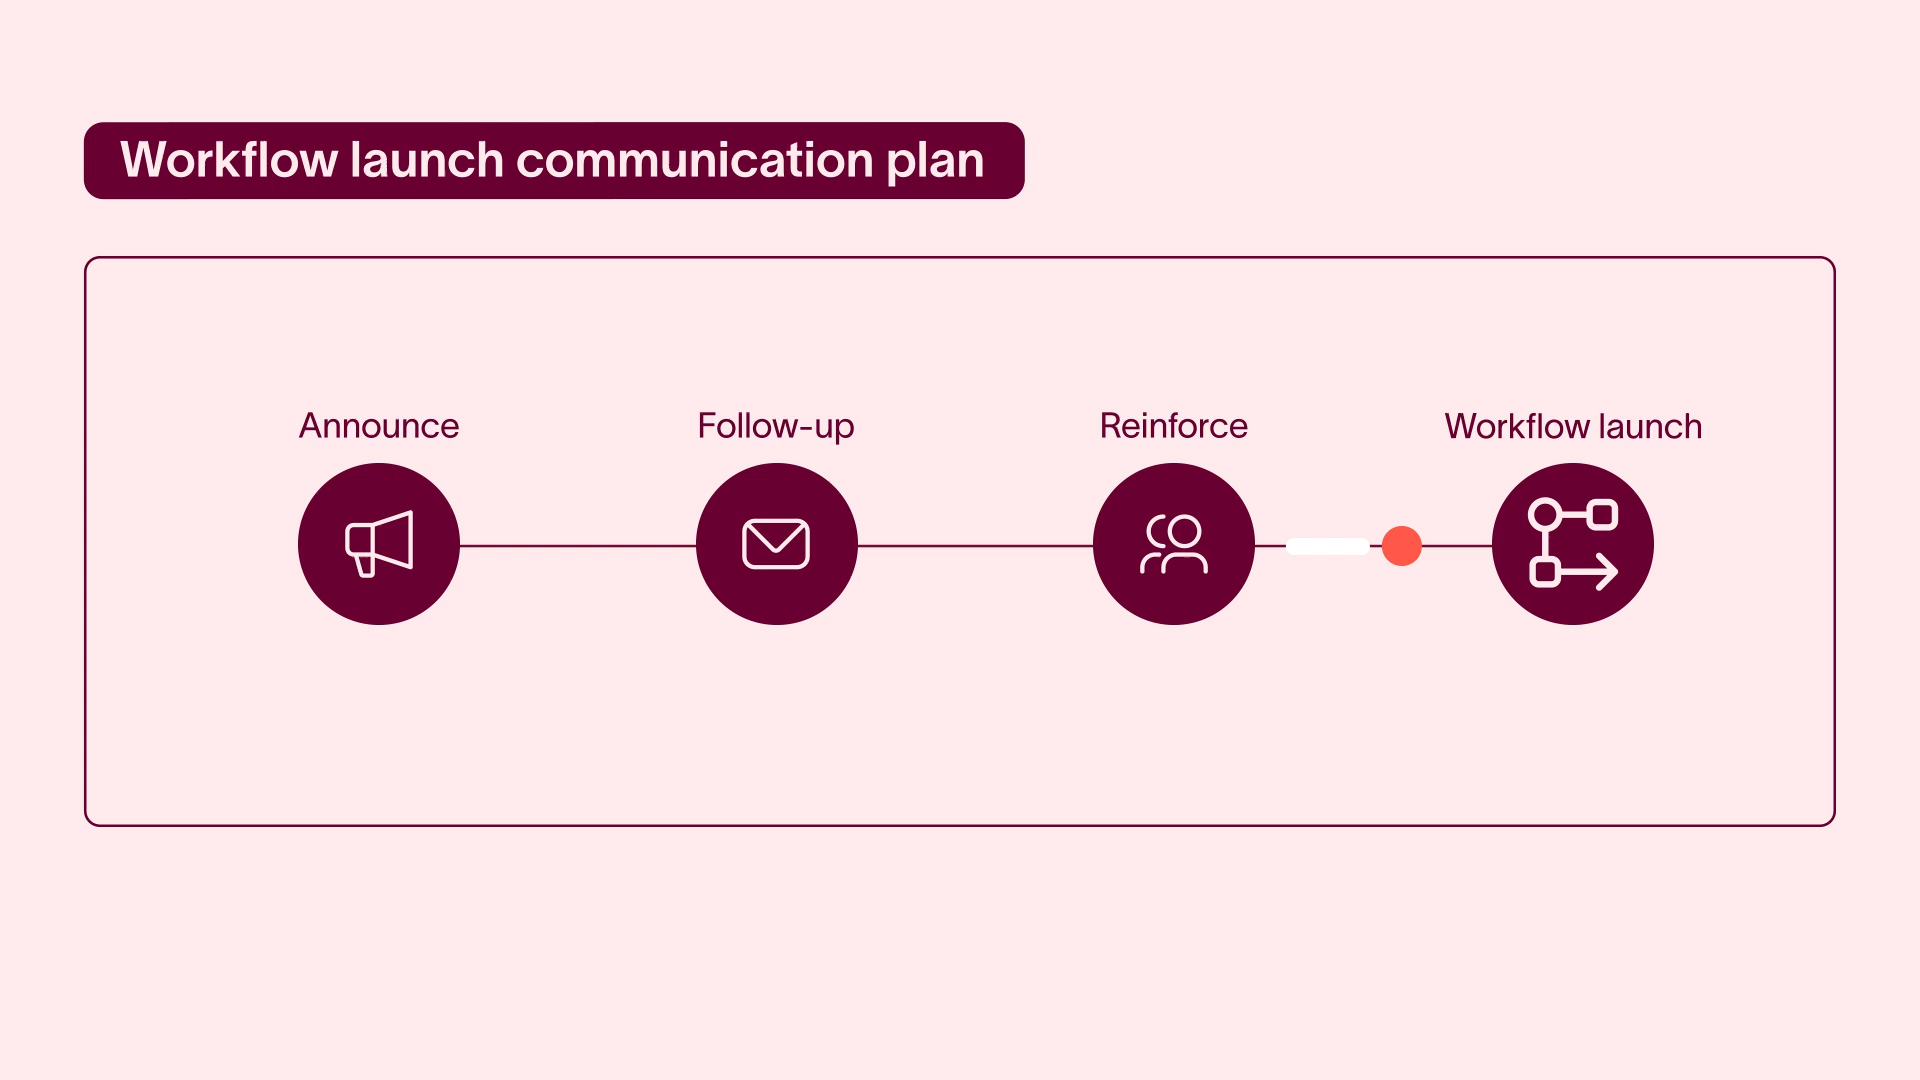 Workflow launch communication plan
Announce
Follow-up
Reinforce
Workflow launch